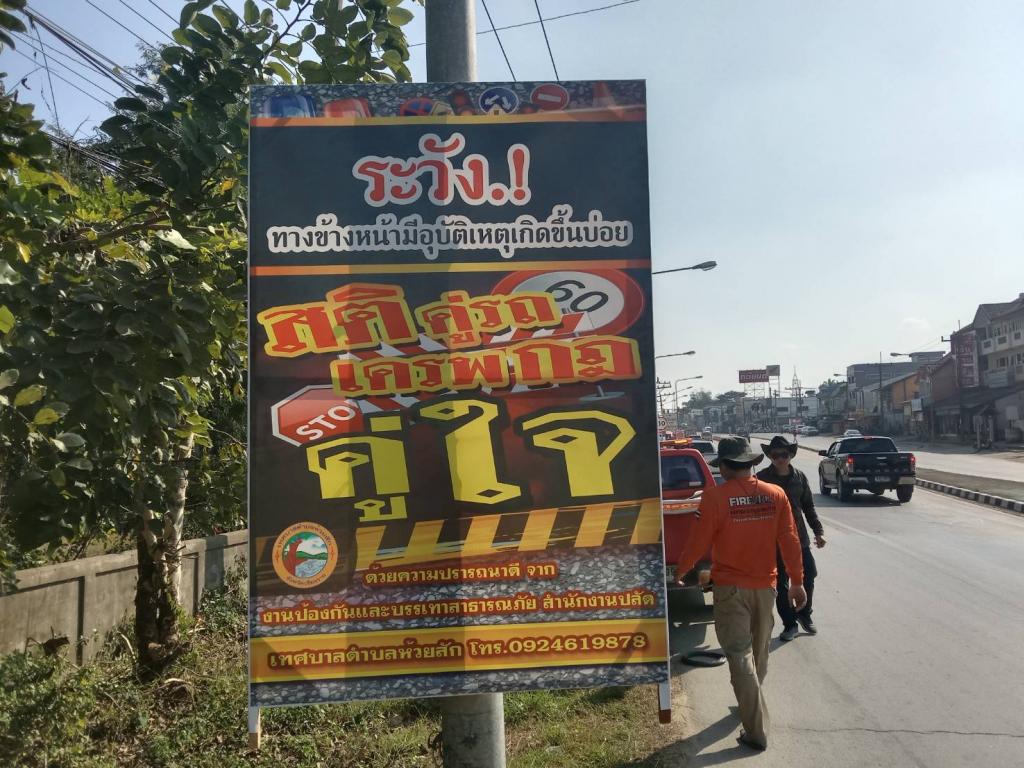 ระวัง.!
ทางข้างหน้ามีอุบัติเหตุเกิดขึ้นบ่อย
60
สติ คู่รถ
เคารพกฎ
STOP
คู่ใจ
ด้วยความปรารถนาดี จาก
งานป้องกันและบรรเทาสาธารณภัย สำนักงานปลัด
เทศบาลตำบลห้วยสัก โทร.0924619878
FIRE